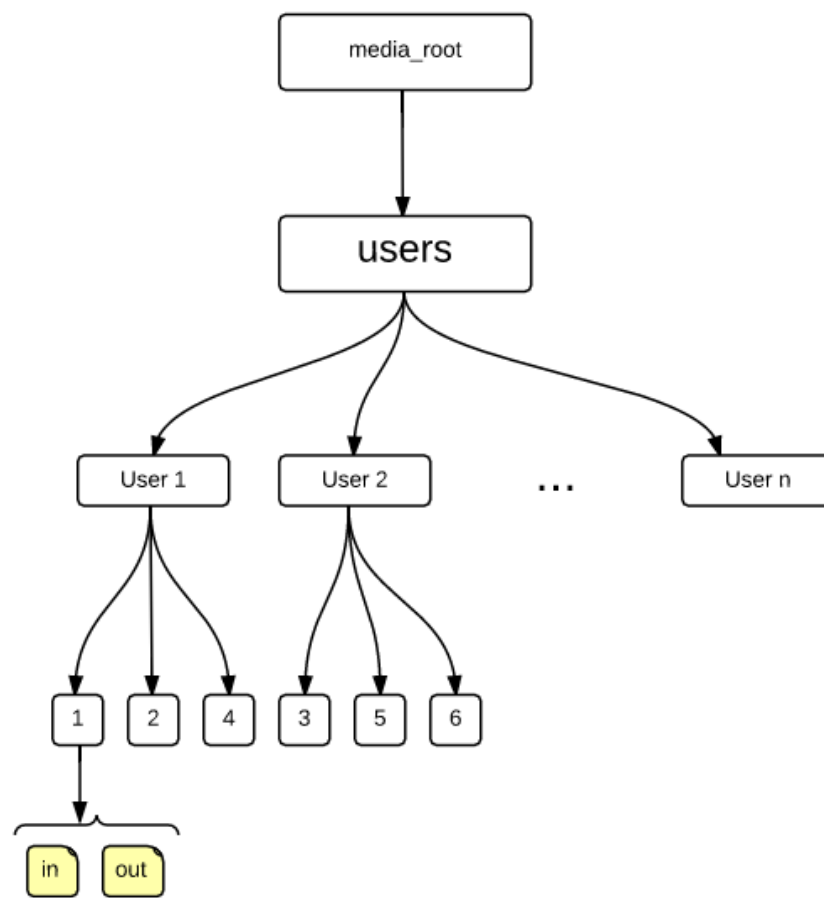 media_root
users
User 1
User 2
...
User n
1
2
4
3
5
6
in
out